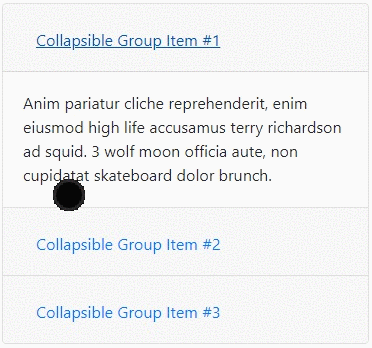 Collapsible Group Item #1
Anim pariatur cliche reprehenderit, enim
eiusmod high life accusamus terry richardson
ad squid. 3 wolf moon officia aute, non
cupidatat skateboard dolor brunch.
Collapsible Group Item #2
Collapsible Group Item #3